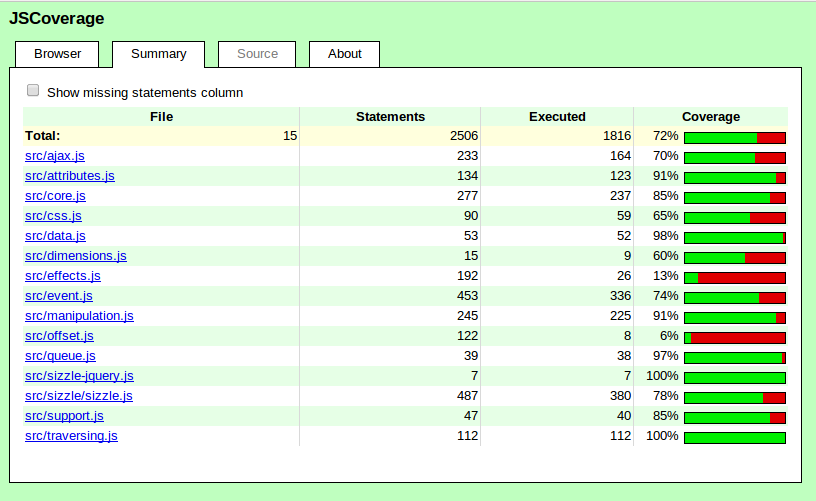 JSCoverage
Browser Summary Source About
Show missing statements column
File Statements Executed Coverage
Total: 15 2506 1816 72%
src/ajax.js 233 164 70%
src/attributes.js 134 123 91%
src/core.js 277 237 85%
src/css.js 90 59 65%
src/data.js 53 52 98%
src/dimensions.js 15 9 60%
src/effects.js 192 26 13%
src/event.js 453 336 74%
src/manipulation.js 245 225 91%
src/offset.js 122 8 6%
src/queue.js 39 38 97%
src/sizzle-jquery.js 7 7 100%
src/sizzle/sizzle.js 487 380 78%
src/support.js 47 40 85%
src/traversing.js 112 112 100%